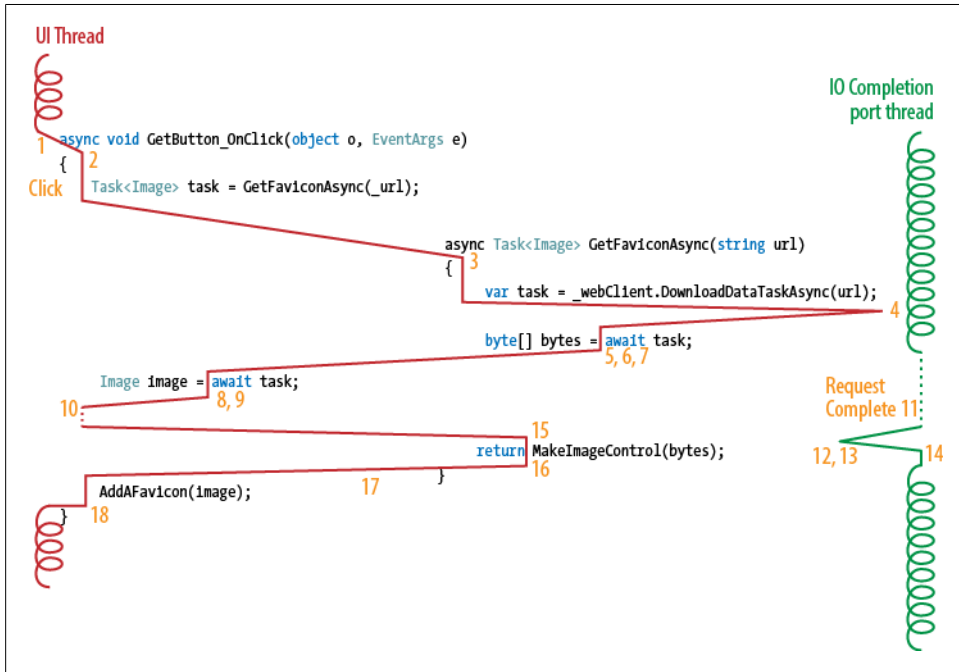 UI Thread
IO Completion
port thread
1 async void GetButton_OnClick(object o, EventArgs e)
{ 2
Click Task<Image> task = GetFaviconAsync(_url);
async Task<Image> GetFaviconAsync(string url)
{ 3
var task = _webClient.DownloadDataTaskAsync(url); 4
byte[] bytes = await task;
5, 6, 7
Image image = await task;
8, 9
10
Request
Complete 11
15
return MakeImageControl(bytes);
12, 13
14
16
}
17
AddAFavicon(image);
} 18